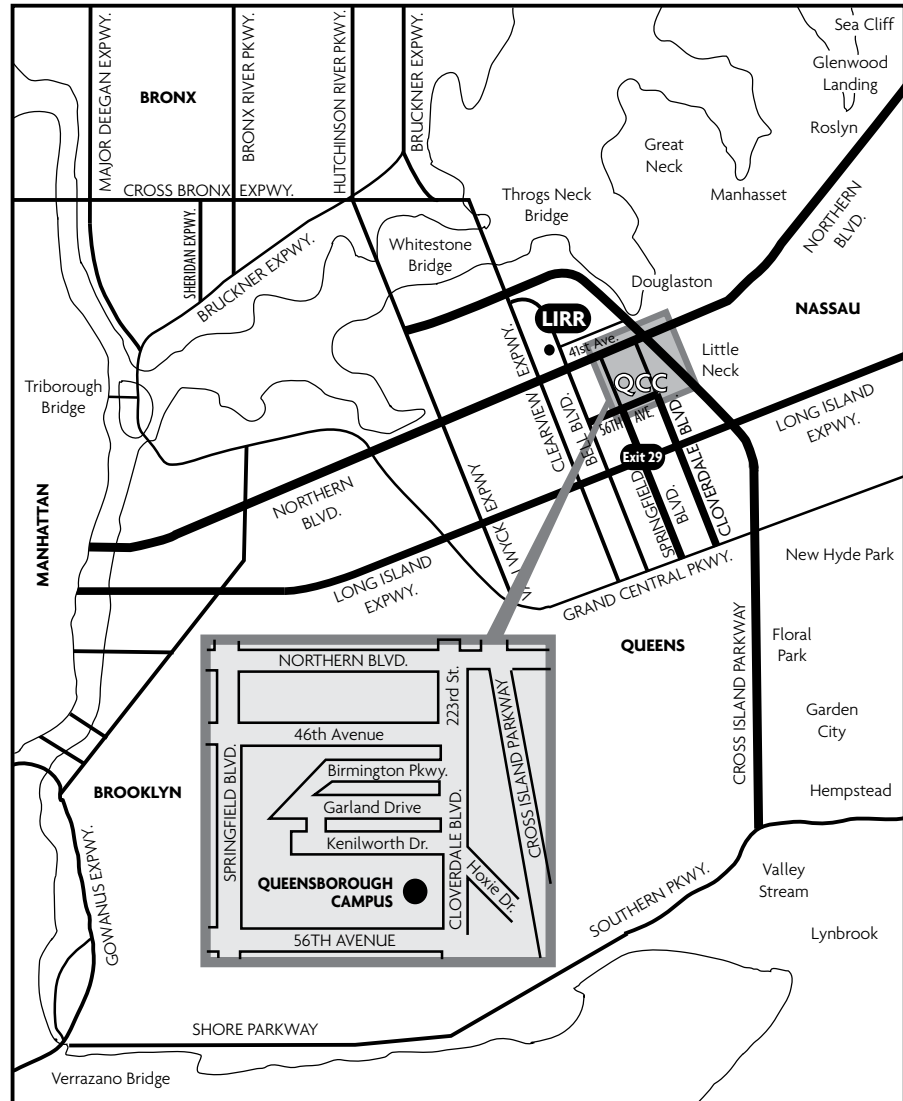 Sea Cliff
Glenwood
Landing
Roslyn
MAJOR DEEGAN EXPWY.
BRONX
BRONX RIVER PKWY.
HUTCHINSON RIVER PKWY.
BRUCKNER EXPWY.
Great
Neck
Manhasset
CROSS BRONX EXPWY.
Throgs Neck
Bridge
NORTHERN
BLVD.
SHERIDAN EXPWY.
BRUCKNER EXPWY.
Whitestone
Bridge
Douglaston
NASSAU
LIRR
41st Ave.
Little
Neck
Triborough
Bridge
QCC
CLEARVIEW EXPWY.
BELL BLVD.
56TH AVE.
Exit 29
SPRINGFIELD
BLVD.
CLOVERDALE BLVD.
LONG ISLAND
EXPWY.
MANHATTAN
NORTHERN
BLVD.
WYCK EXPWY
LONG ISLAND
EXPWY.
GRAND CENTRAL PKWY.
New Hyde Park
QUEENS
CROSS ISLAND PARKWAY
Floral
Park
Garden
City
Hempstead
NORTHERN BLVD.
223rd St.
46th Avenue
SPRINGFIELD BLVD.
Birmington Pkwy.
Garland Drive
Kenilworth Dr.
CLOVERDALE BLVD.
CROSS ISLAND PARKWAY
Hoxie Dr.
QUEENSBOROUGH
CAMPUS
56TH AVENUE
BROOKLYN
GOWANUS EXPWY.
SOUTHERN PKWY.
Valley
Stream
Lynbrook
SHORE PARKWAY
Verrazano Bridge